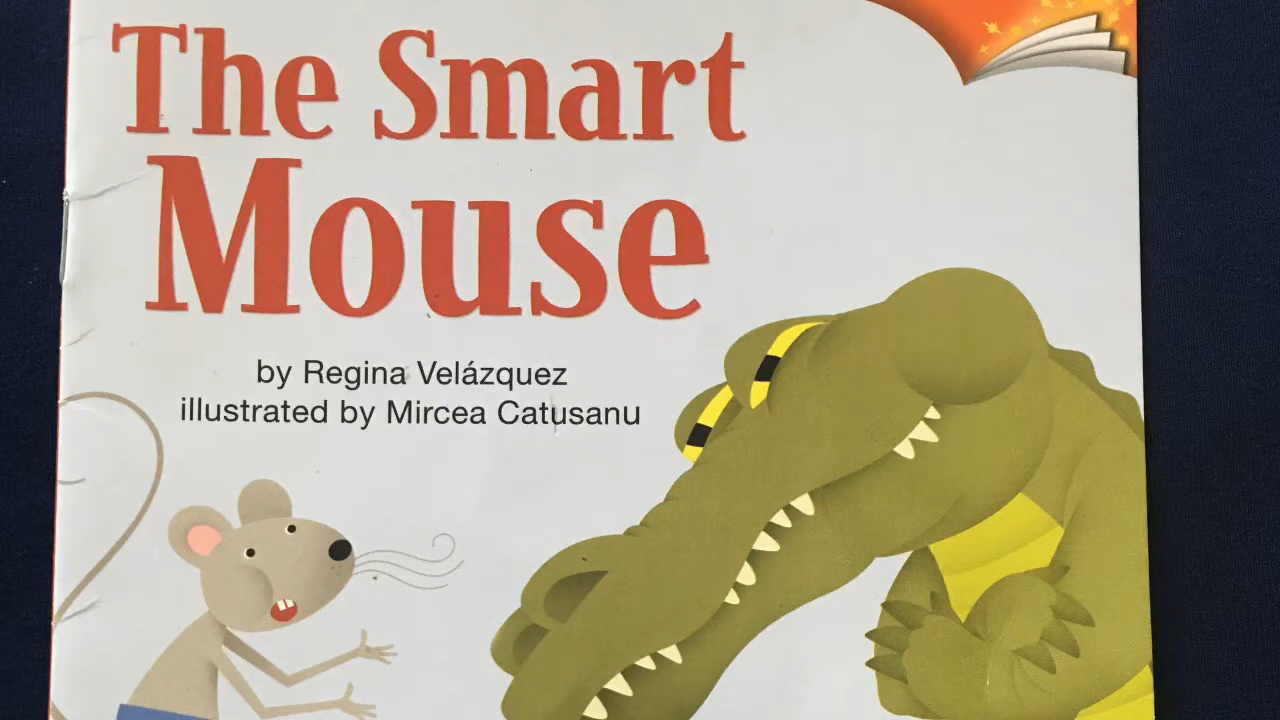 The Smart
Mouse
by Regina Velázquez
illustrated by Mircea Catusanu